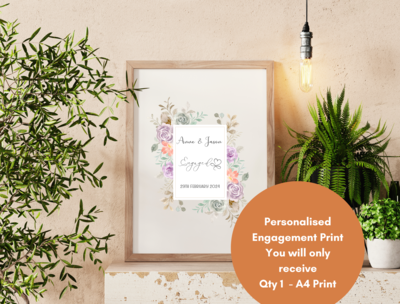 Anna & Jason
Engaged
20th February 2024
Personalised
Engagement Print
You will only
receive
Qty 1 - A4 Print